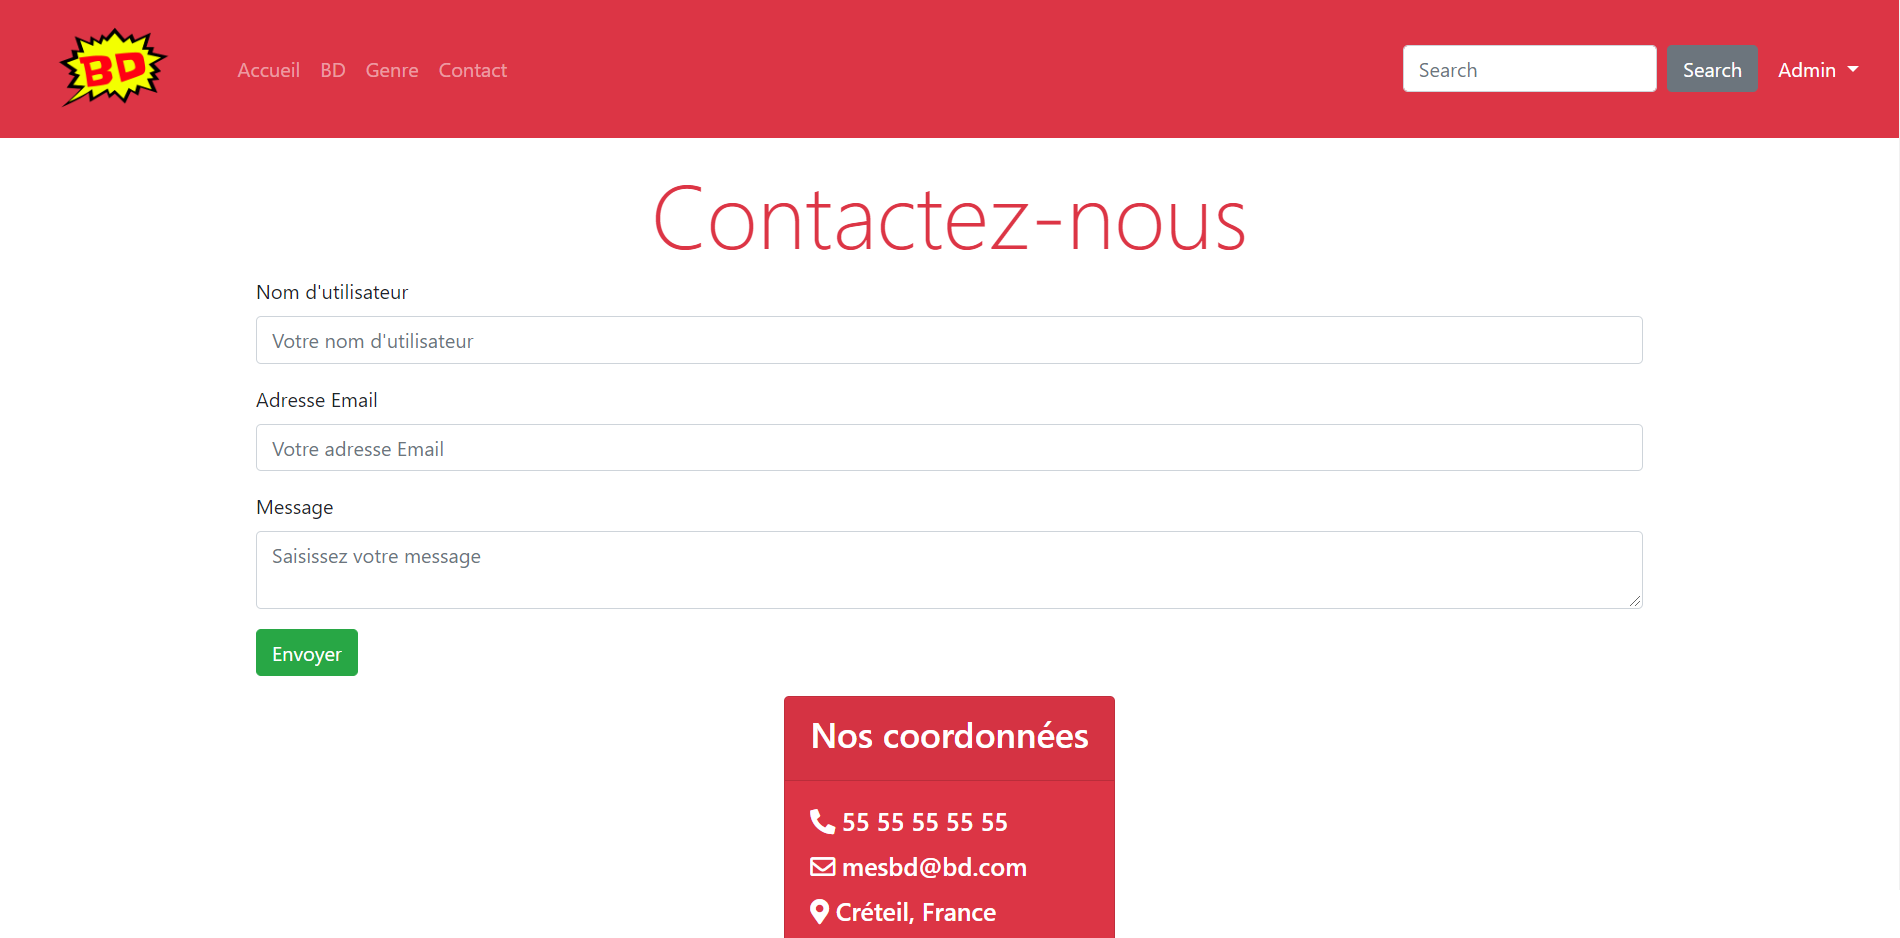 BD
Accueil BD Genre Contact Search Search Admin
Contactez-nous
Nom d'utilisateur
Votre nom d'utilisateur
Adresse Email
Votre adresse Email
Message
Saisissez votre message
Envoyer
Nos coordonnées
55 55 55 55 55
mesbd@bd.com
Créteil, France